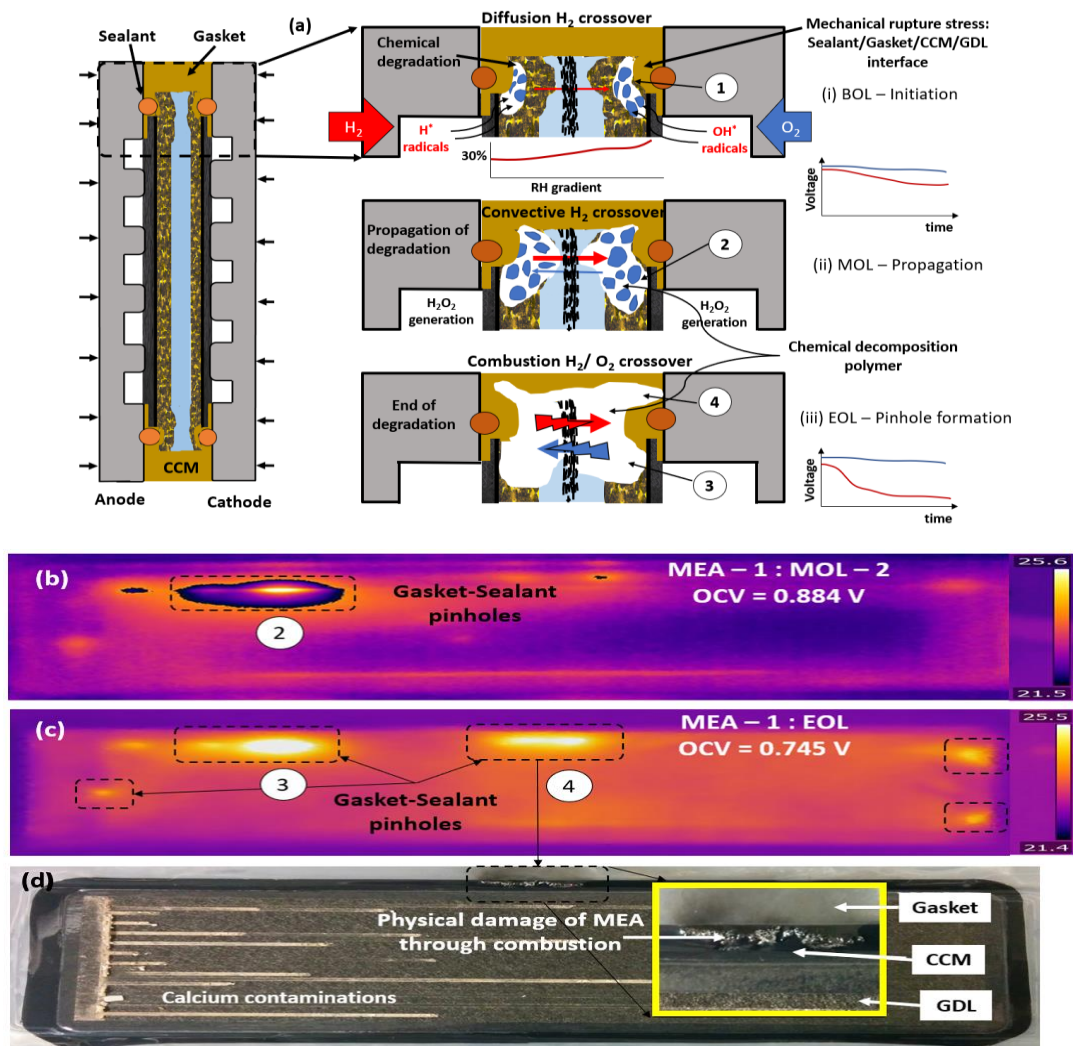 Sealant
Gasket
(a)
CCM
Anode
Cathode
Diffusion H2 crossover
Chemical
degradation
Mechanical rupture stress:
Sealant/Gasket/CCM/GDL
interface
1
H2
O2
H*
radicals
OH*
radicals
30%
RH gradient
(i) BOL – Initiation
Voltage
time
Convective H2 crossover
Propagation of
degradation
2
(ii) MOL – Propagation
H2O2
generation
H2O2
generation
Chemical decomposition
polymer
Combustion H2/ O2 crossover
4
End of
degradation
3
(iii) EOL – Pinhole formation
Voltage
time
(b)
MEA – 1 : MOL – 2
OCV = 0.884 V
Gasket-Sealant
pinholes
2
25.6
21.5
(c)
MEA – 1 : EOL
OCV = 0.745 V
3
4
Gasket-Sealant
pinholes
25.5
21.4
(d)
Physical damage of MEA
through combustion
Gasket
CCM
GDL
Calcium contaminations